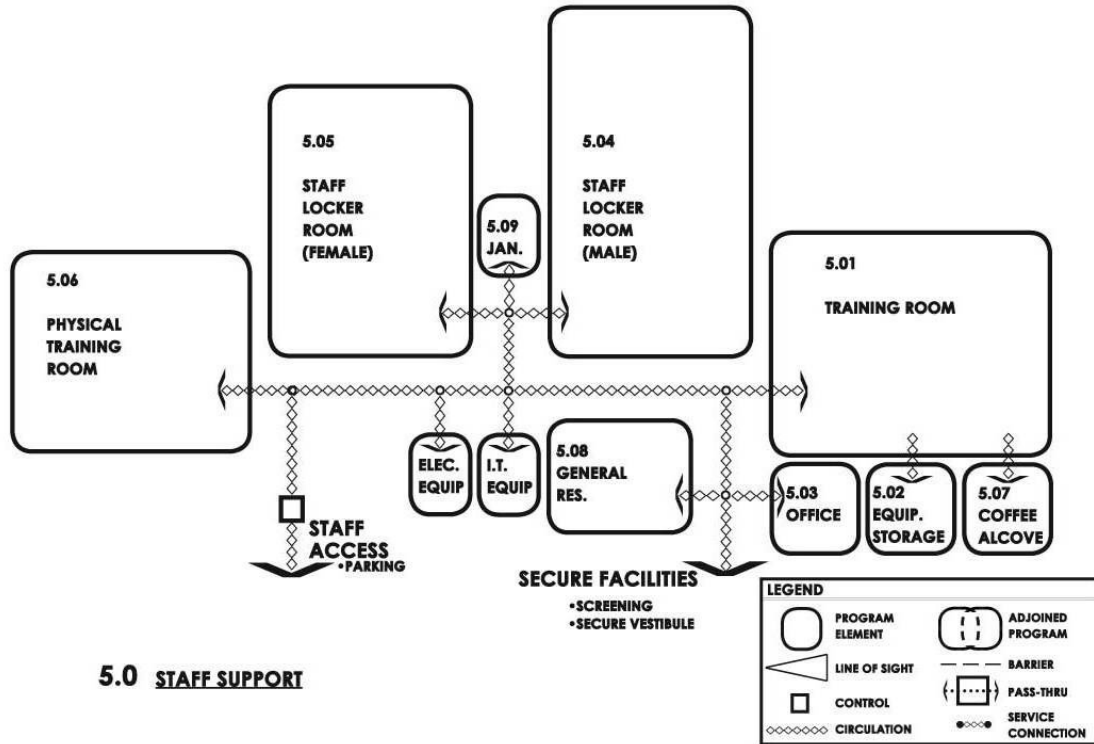 5.05
STAFF
LOCKER
ROOM
(FEMALE)
5.04
STAFF
LOCKER
ROOM
(MALE)
5.09
JAN.
5.06
PHYSICAL
TRAINING
ROOM
5.01
TRAINING ROOM
ELEC.
EQUIP
I.T.
EQUIP
5.08
GENERAL
RES.
5.03
OFFICE
5.02
EQUIP.
STORAGE
5.07
COFFEE
ALCOVE
STAFF
ACCESS
•PARKING
SECURE FACILITIES
•SCREENING
•SECURE VESTIBULE
5.0 STAFF SUPPORT
LEGEND
PROGRAM
ELEMENT
ADJOINED
PROGRAM
LINE OF SIGHT
BARRIER
CONTROL
PASS-THRU
CIRCULATION
SERVICE
CONNECTION